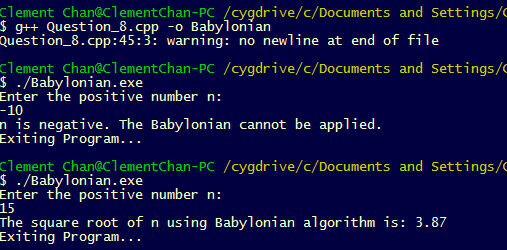 Clement Chan@ClementChan-PC /cygdrive/c/Documents and Settings/
$ g++ Question_8.cpp -o Babylonian
Question_8.cpp:45:3: warning: no newline at end of file
Clement Chan@ClementChan-PC /cygdrive/c/Documents and Settings/
$ ./Babylonian.exe
Enter the positive number n:
-10
n is negative. The Babylonian cannot be applied.
Exiting Program...
Clement Chan@ClementChan-PC /cygdrive/c/Documents and Settings/
$ ./Babylonian.exe
Enter the positive number n:
15
The square root of n using Babylonian algorithm is: 3.87
Exiting Program...